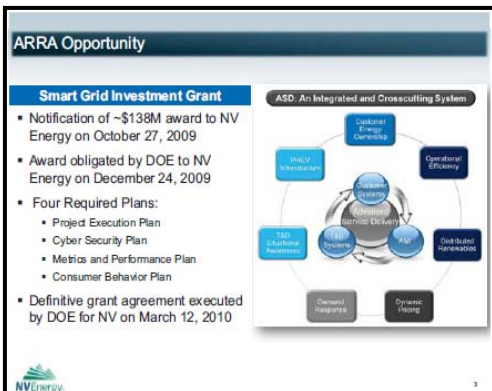 ARRA Opportunity
Smart Grid Investment Grant
▪ Notification of ~$138M award to NV
Energy on October 27, 2009
▪ Award obligated by DOE to NV
Energy on December 24, 2009
▪ Four Required Plans:
▪ Project Execution Plan
▪ Cyber Security Plan
▪ Metrics and Performance Plan
▪ Consumer Behavior Plan
▪ Definitive grant agreement executed
by DOE for NV on March 12, 2010
ASD: An Integrated and Crosscutting System
Customer
Energy
Ownership
PHEV
Infrastructure
Operational
Efficiency
Customer
Systems
Advanced
Service Delivery
T&D
Systems
AMI
T&D
Situational
Awareness
Distributed
Renewables
Demand
Response
Dynamic
Pricing
NVEnergy.
3